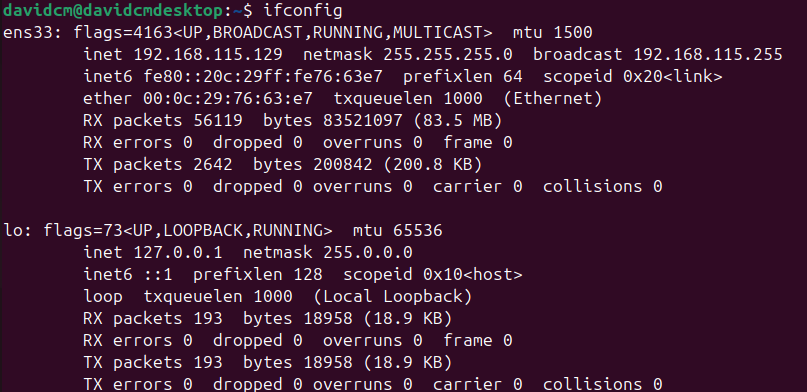 davidcm@davidcmdesktop:~$ ifconfig
ens33: flags=4163<UP,BROADCAST,RUNNING,MULTICAST>  mtu 1500
        inet 192.168.115.129  netmask 255.255.255.0  broadcast 192.168.115.255
        inet6 fe80::20c:29ff:fe76:63e7  prefixlen 64  scopeid 0x20<link>
        ether 00:0c:29:76:63:e7  txqueuelen 1000  (Ethernet)
        RX packets 56119  bytes 83521097 (83.5 MB)
        RX errors 0  dropped 0  overruns 0  frame 0
        TX packets 2642  bytes 200842 (200.8 KB)
        TX errors 0  dropped 0 overruns 0  carrier 0  collisions 0

lo: flags=73<UP,LOOPBACK,RUNNING>  mtu 65536
        inet 127.0.0.1  netmask 255.0.0.0
        inet6 ::1  prefixlen 128  scopeid 0x10<host>
        loop  txqueuelen 1000  (Local Loopback)
        RX packets 193  bytes 18958 (18.9 KB)
        RX errors 0  dropped 0  overruns 0  frame 0
        TX packets 193  bytes 18958 (18.9 KB)
        TX errors 0  dropped 0 overruns 0  carrier 0  collisions 0